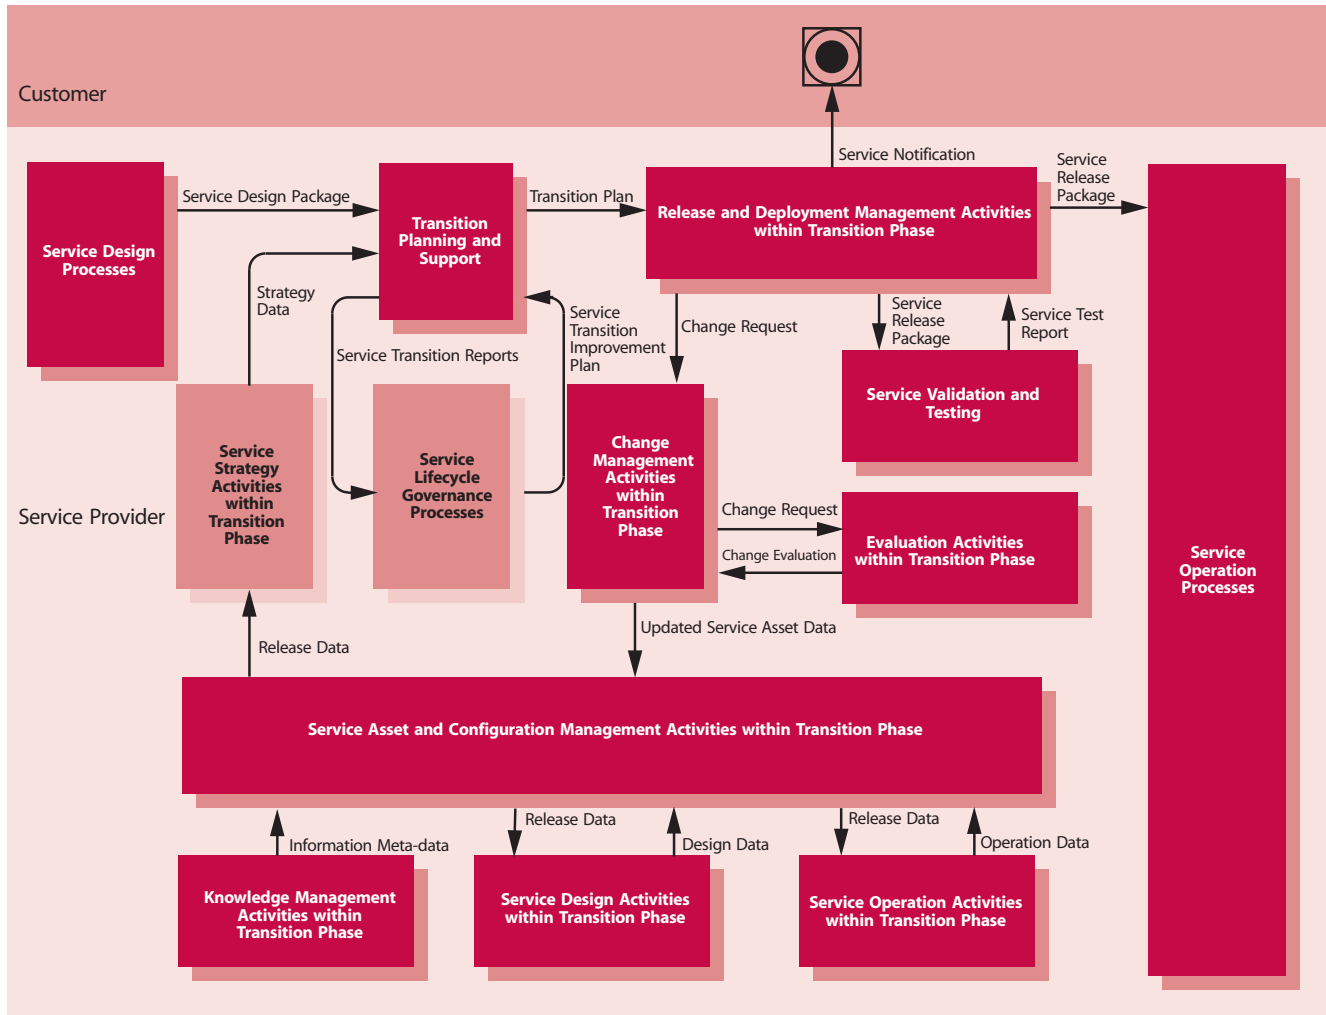 Customer
Service Notification
Service
Release
Package
Service Design Package
Transition Plan
Service Design
Processes
Transition
Planning and
Support
Release and Deployment Management Activities
within Transition Phase
Strategy
Data
Service Transition Reports
Service
Transition
Improvement
Plan
Change Request
Service
Release
Package
Service Test
Report
Service Validation and
Testing
Service Provider
Service
Strategy
Activities
within
Transition
Phase
Service
Lifecycle
Governance
Processes
Change
Management
Activities
within
Transition
Phase
Change Request
Change Evaluation
Evaluation Activities
within Transition Phase
Service
Operation
Processes
Release Data
Updated Service Asset Data
Service Asset and Configuration Management Activities within Transition Phase
Information Meta-data
Release Data
Design Data
Release Data
Operation Data
Knowledge Management
Activities within
Transition Phase
Service Design Activities
within Transition Phase
Service Operation Activities
within Transition Phase